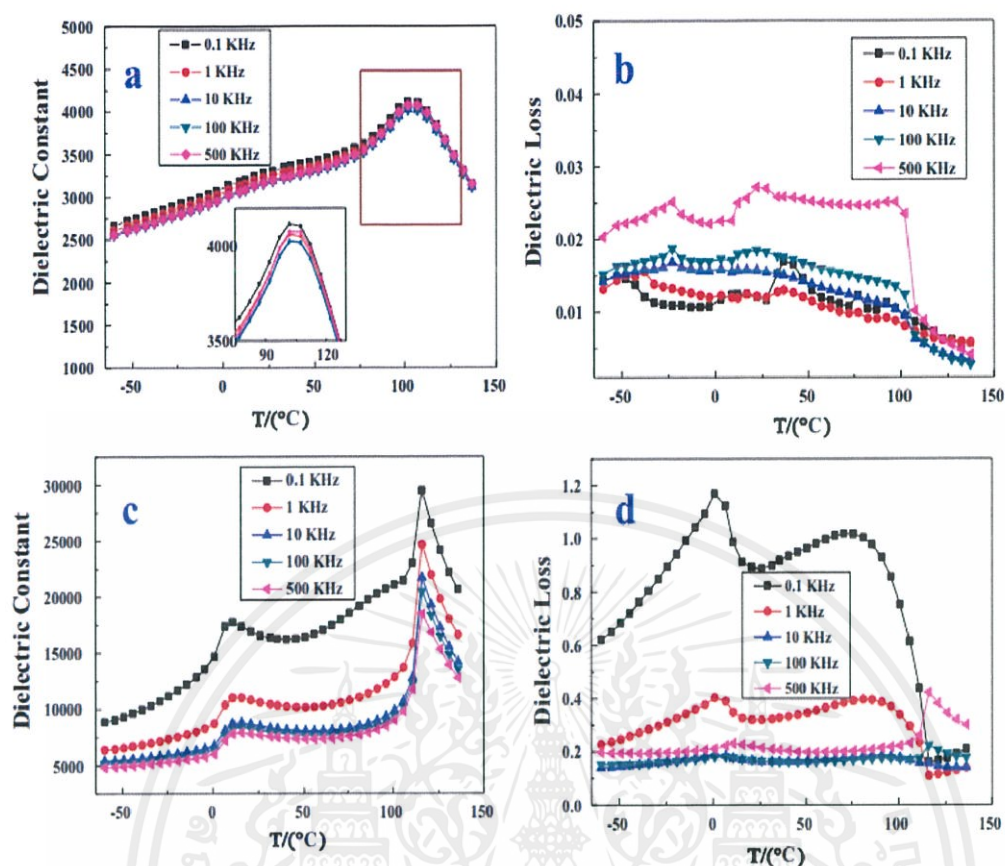 a
Dielectric Constant
5000
4500
4000
3500
3000
2500
2000
1500
1000
0.1 KHz
1 KHz
10 KHz
100 KHz
500 KHz
4000
3500
90
120
-50
0
50
100
150
T/(°C)
b
Dielectric Loss
0.05
0.04
0.03
0.02
0.01
0.1 KHz
1 KHz
10 KHz
100 KHz
500 KHz
-50
0
50
100
150
T/(°C)
c
Dielectric Constant
30000
25000
20000
15000
10000
5000
0.1 KHz
1 KHz
10 KHz
100 KHz
500 KHz
-50
0
50
100
150
T/(°C)
d
Dielectric Loss
1.2
1.0
0.8
0.6
0.4
0.2
0.0
0.1 KHz
1 KHz
10 KHz
100 KHz
500 KHz
-50
0
50
100
150
T/(°C)